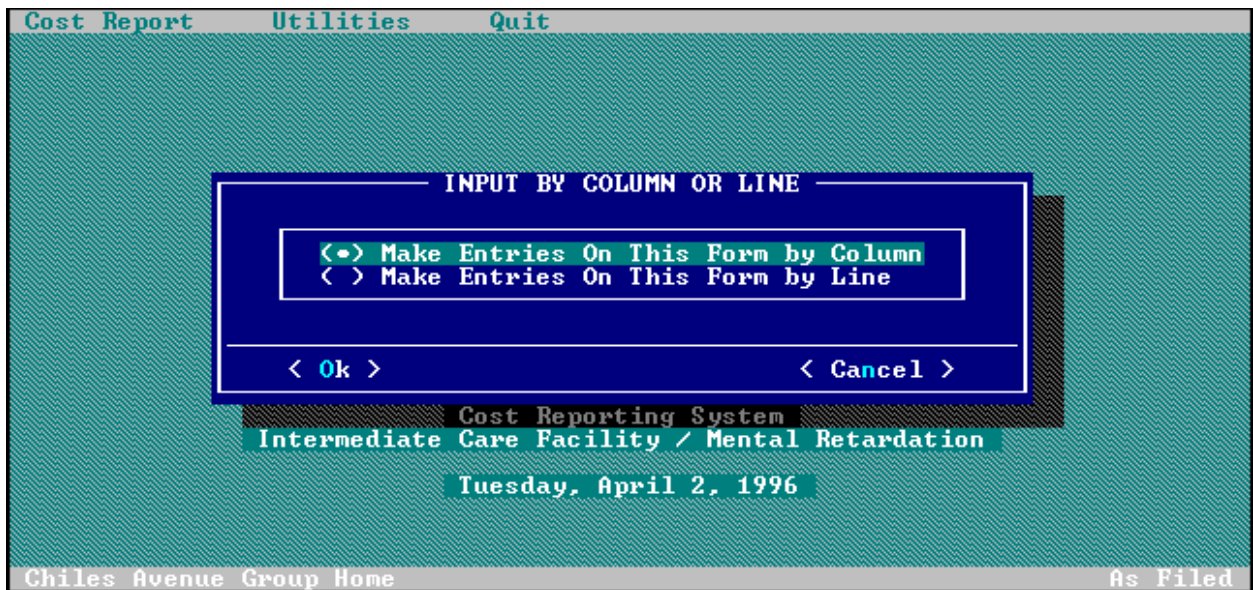 Cost Report Utilities Quit
INPUT BY COLUMN OR LINE
(•) Make Entries On This Form by Column
( ) Make Entries On This Form by Line
< Ok > < Cancel >
Cost Reporting System
Intermediate Care Facility / Mental Retardation
Tuesday, April 2, 1996
Chiles Avenue Group Home As Filed